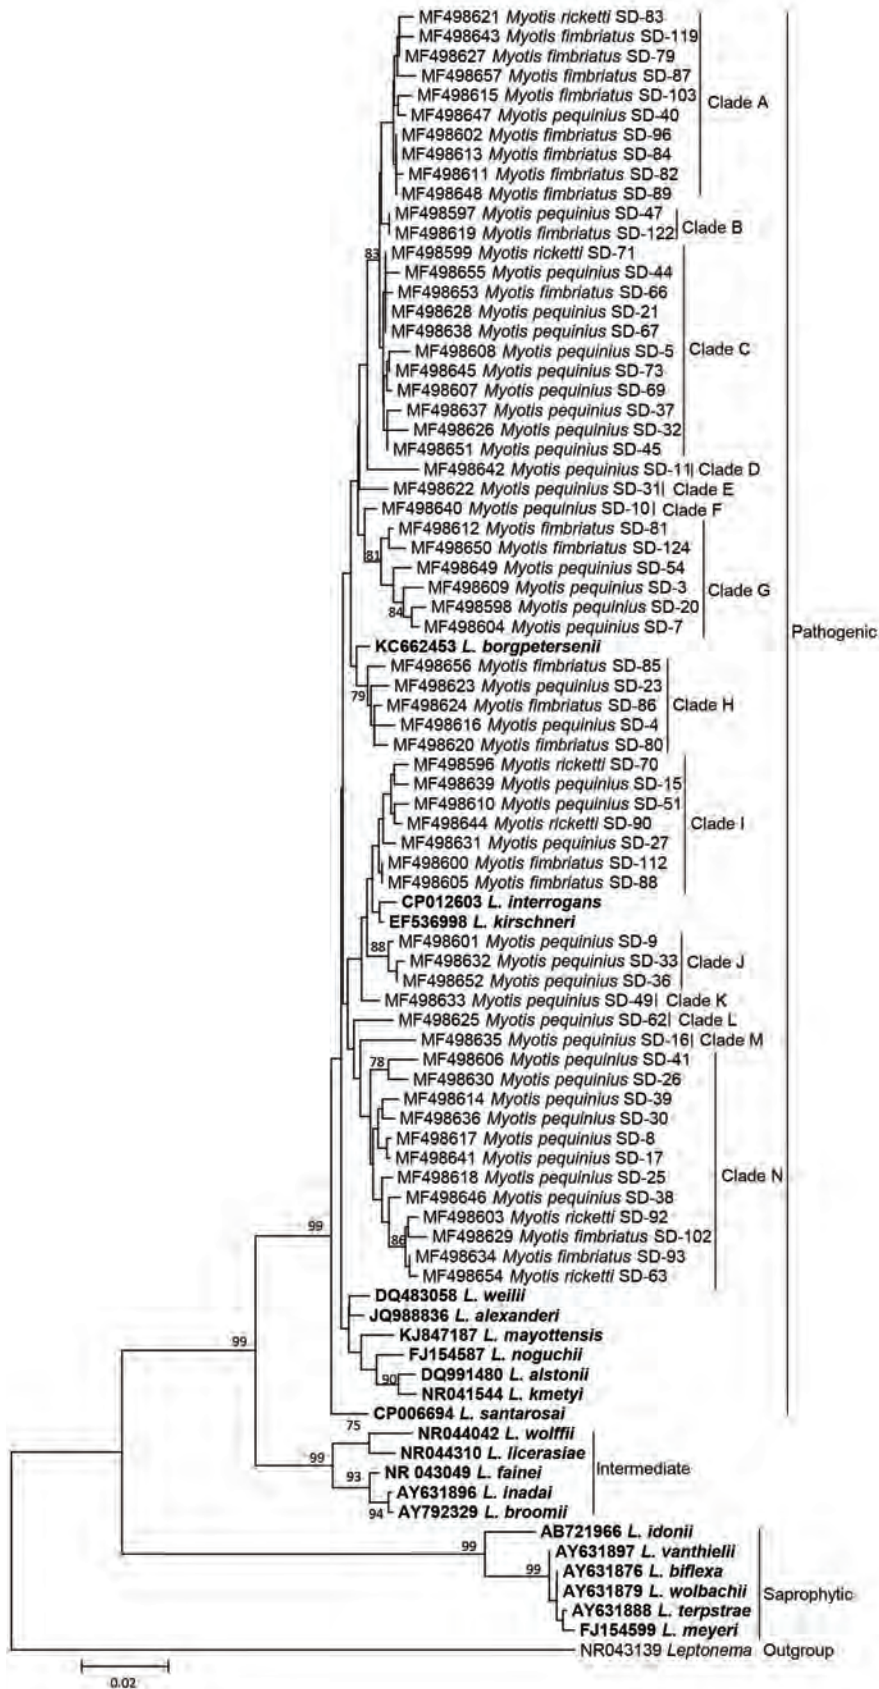 MF498621 Myotis ricketti SD-83
MF498643 Myotis fimbriatus SD-119
MF498627 Myotis fimbriatus SD-79
MF498657 Myotis fimbriatus SD-87
MF498615 Myotis fimbriatus SD-103
Clade A
MF498647 Myotis pequinius SD-40
MF498602 Myotis fimbriatus SD-96
MF498613 Myotis fimbriatus SD-84
MF498611 Myotis fimbriatus SD-82
MF498648 Myotis fimbriatus SD-89
MF498597 Myotis pequinius SD-47
Clade B
MF498619 Myotis fimbriatus SD-122
83
MF498599 Myotis ricketti SD-71
MF498655 Myotis pequinius SD-44
MF498653 Myotis fimbriatus SD-66
MF498628 Myotis pequinius SD-21
MF498638 Myotis pequinius SD-67
MF498608 Myotis pequinius SD-5
Clade C
MF498645 Myotis pequinius SD-73
MF498607 Myotis pequinius SD-69
MF498637 Myotis pequinius SD-37
MF498626 Myotis pequinius SD-32
MF498651 Myotis pequinius SD-45
MF498642 Myotis pequinius SD-11 Clade D
MF498622 Myotis pequinius SD-31 Clade E
MF498640 Myotis pequinius SD-10 Clade F
MF498612 Myotis fimbriatus SD-81
MF498650 Myotis fimbriatus SD-124
81
MF498649 Myotis pequinius SD-54
MF498609 Myotis pequinius SD-3
Clade G
84
MF498598 Myotis pequinius SD-20
MF498604 Myotis pequinius SD-7
Pathogenic
KC662453 L. borgpetersenii
MF498656 Myotis fimbriatus SD-85
MF498623 Myotis pequinius SD-23
79
MF498624 Myotis fimbriatus SD-86
Clade H
MF498616 Myotis pequinius SD-4
MF498620 Myotis fimbriatus SD-80
MF498596 Myotis ricketti SD-70
MF498639 Myotis pequinius SD-15
MF498610 Myotis pequinius SD-51
MF498644 Myotis ricketti SD-90
Clade I
MF498631 Myotis pequinius SD-27
MF498600 Myotis fimbriatus SD-112
MF498605 Myotis fimbriatus SD-88
CP012603 L. interrogans
EF536998 L. kirschneri
88
MF498601 Myotis pequinius SD-9
MF498632 Myotis pequinius SD-33
Clade J
MF498652 Myotis pequinius SD-36
MF498633 Myotis pequinius SD-49 Clade K
MF498625 Myotis pequinius SD-62 Clade L
MF498635 Myotis pequinius SD-16 Clade M
78
MF498606 Myotis pequinius SD-41
MF498630 Myotis pequinius SD-26
MF498614 Myotis pequinius SD-39
MF498636 Myotis pequinius SD-30
MF498617 Myotis pequinius SD-8
MF498641 Myotis pequinius SD-17
MF498618 Myotis pequinius SD-25
Clade N
MF498646 Myotis pequinius SD-38
MF498603 Myotis ricketti SD-92
99
86
MF498629 Myotis fimbriatus SD-102
MF498634 Myotis fimbriatus SD-93
MF498654 Myotis ricketti SD-63
DQ483058 L. weilii
JQ988836 L. alexanderi
99
KJ847187 L. mayottensis
FJ154587 L. noguchii
90
DQ991480 L. alstonii
NR041544 L. kmetyi
CP006694 L. santarosai
75
NR044042 L. wolffii
99
NR044310 L. licerasiae
Intermediate
93
NR 043049 L. fainei
AY631896 L. inadai
94
AY792329 L. broomii
AB721966 L. idonii
99
AY631897 L. vanthielii
99
AY631876 L. biflexa
AY631879 L. wolbachii
Saprophytic
AY631888 L. terpstrae
FJ154599 L. meyeri
NR043139 Leptonema Outgroup
0.02